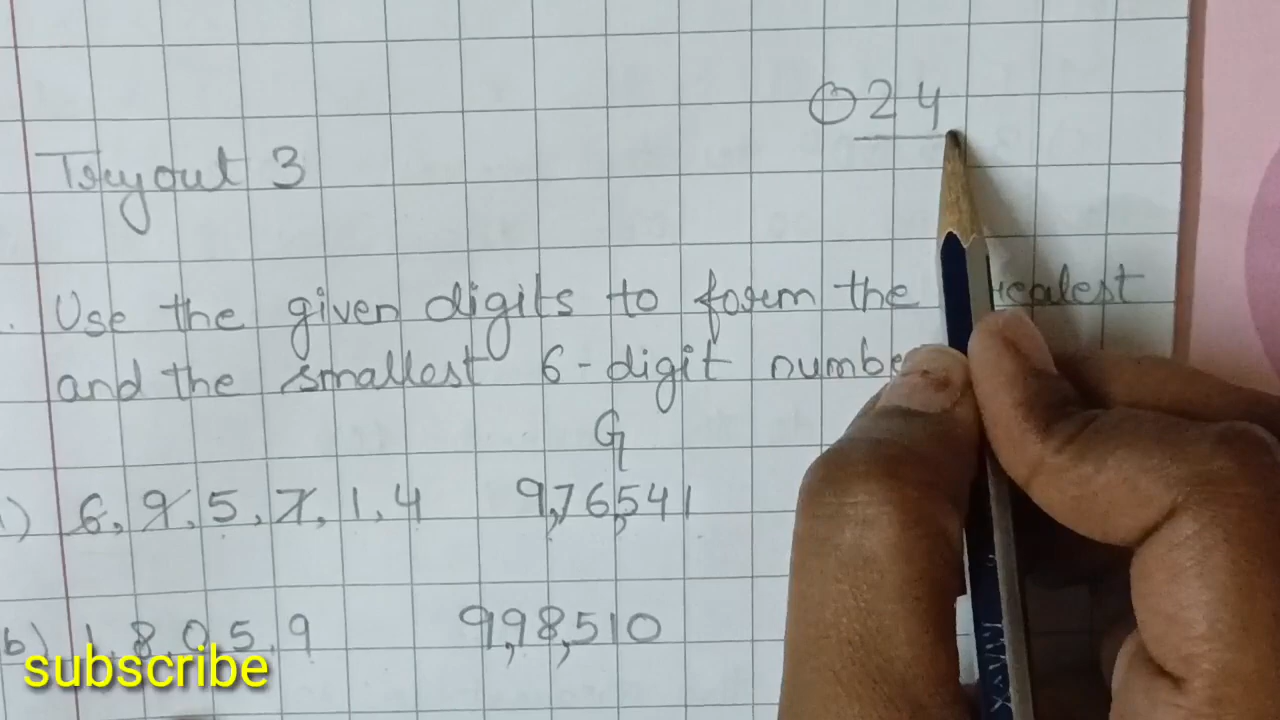 024
Tryout 3
Use the given digits to form the
and the smallest 6-digit
G
6, 9, 5, 7, 1, 4 9,76,541
b) 1, 8, 0, 5, 9 9,98,510
subscribe